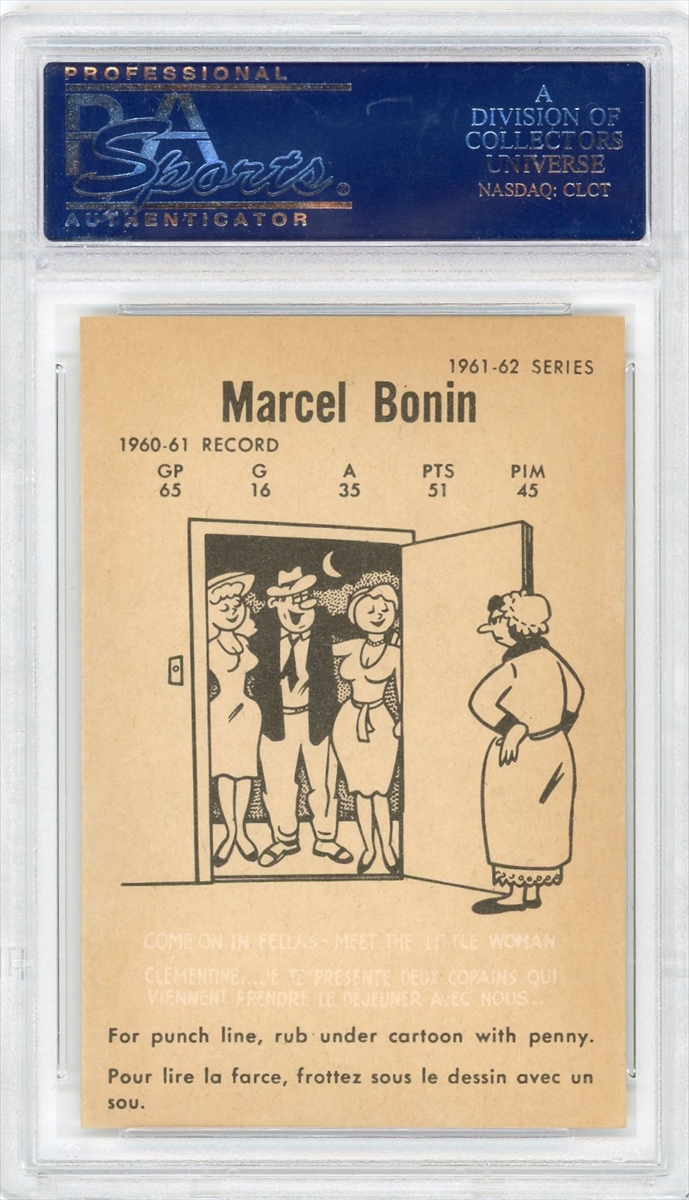 PROFESSIONAL
PSA
Sports®
AUTHENTICATOR
A
DIVISION OF
COLLECTORS
UNIVERSE
NASDAQ: CLCT
1961-62 SERIES
Marcel Bonin
1960-61 RECORD
GP G A PTS PIM
65 16 35 51 45
COME ON IN FELLAS - MEET THE LITTLE WOMAN
CLEMENTINE...JE TE PRESENTE DEUX COPAINS QUI
VIENNENT PRENDRE LE DEJEUNER AVEC NOUS..
For punch line, rub under cartoon with penny.
Pour lire la farce, frottez sous le dessin avec un
sou.